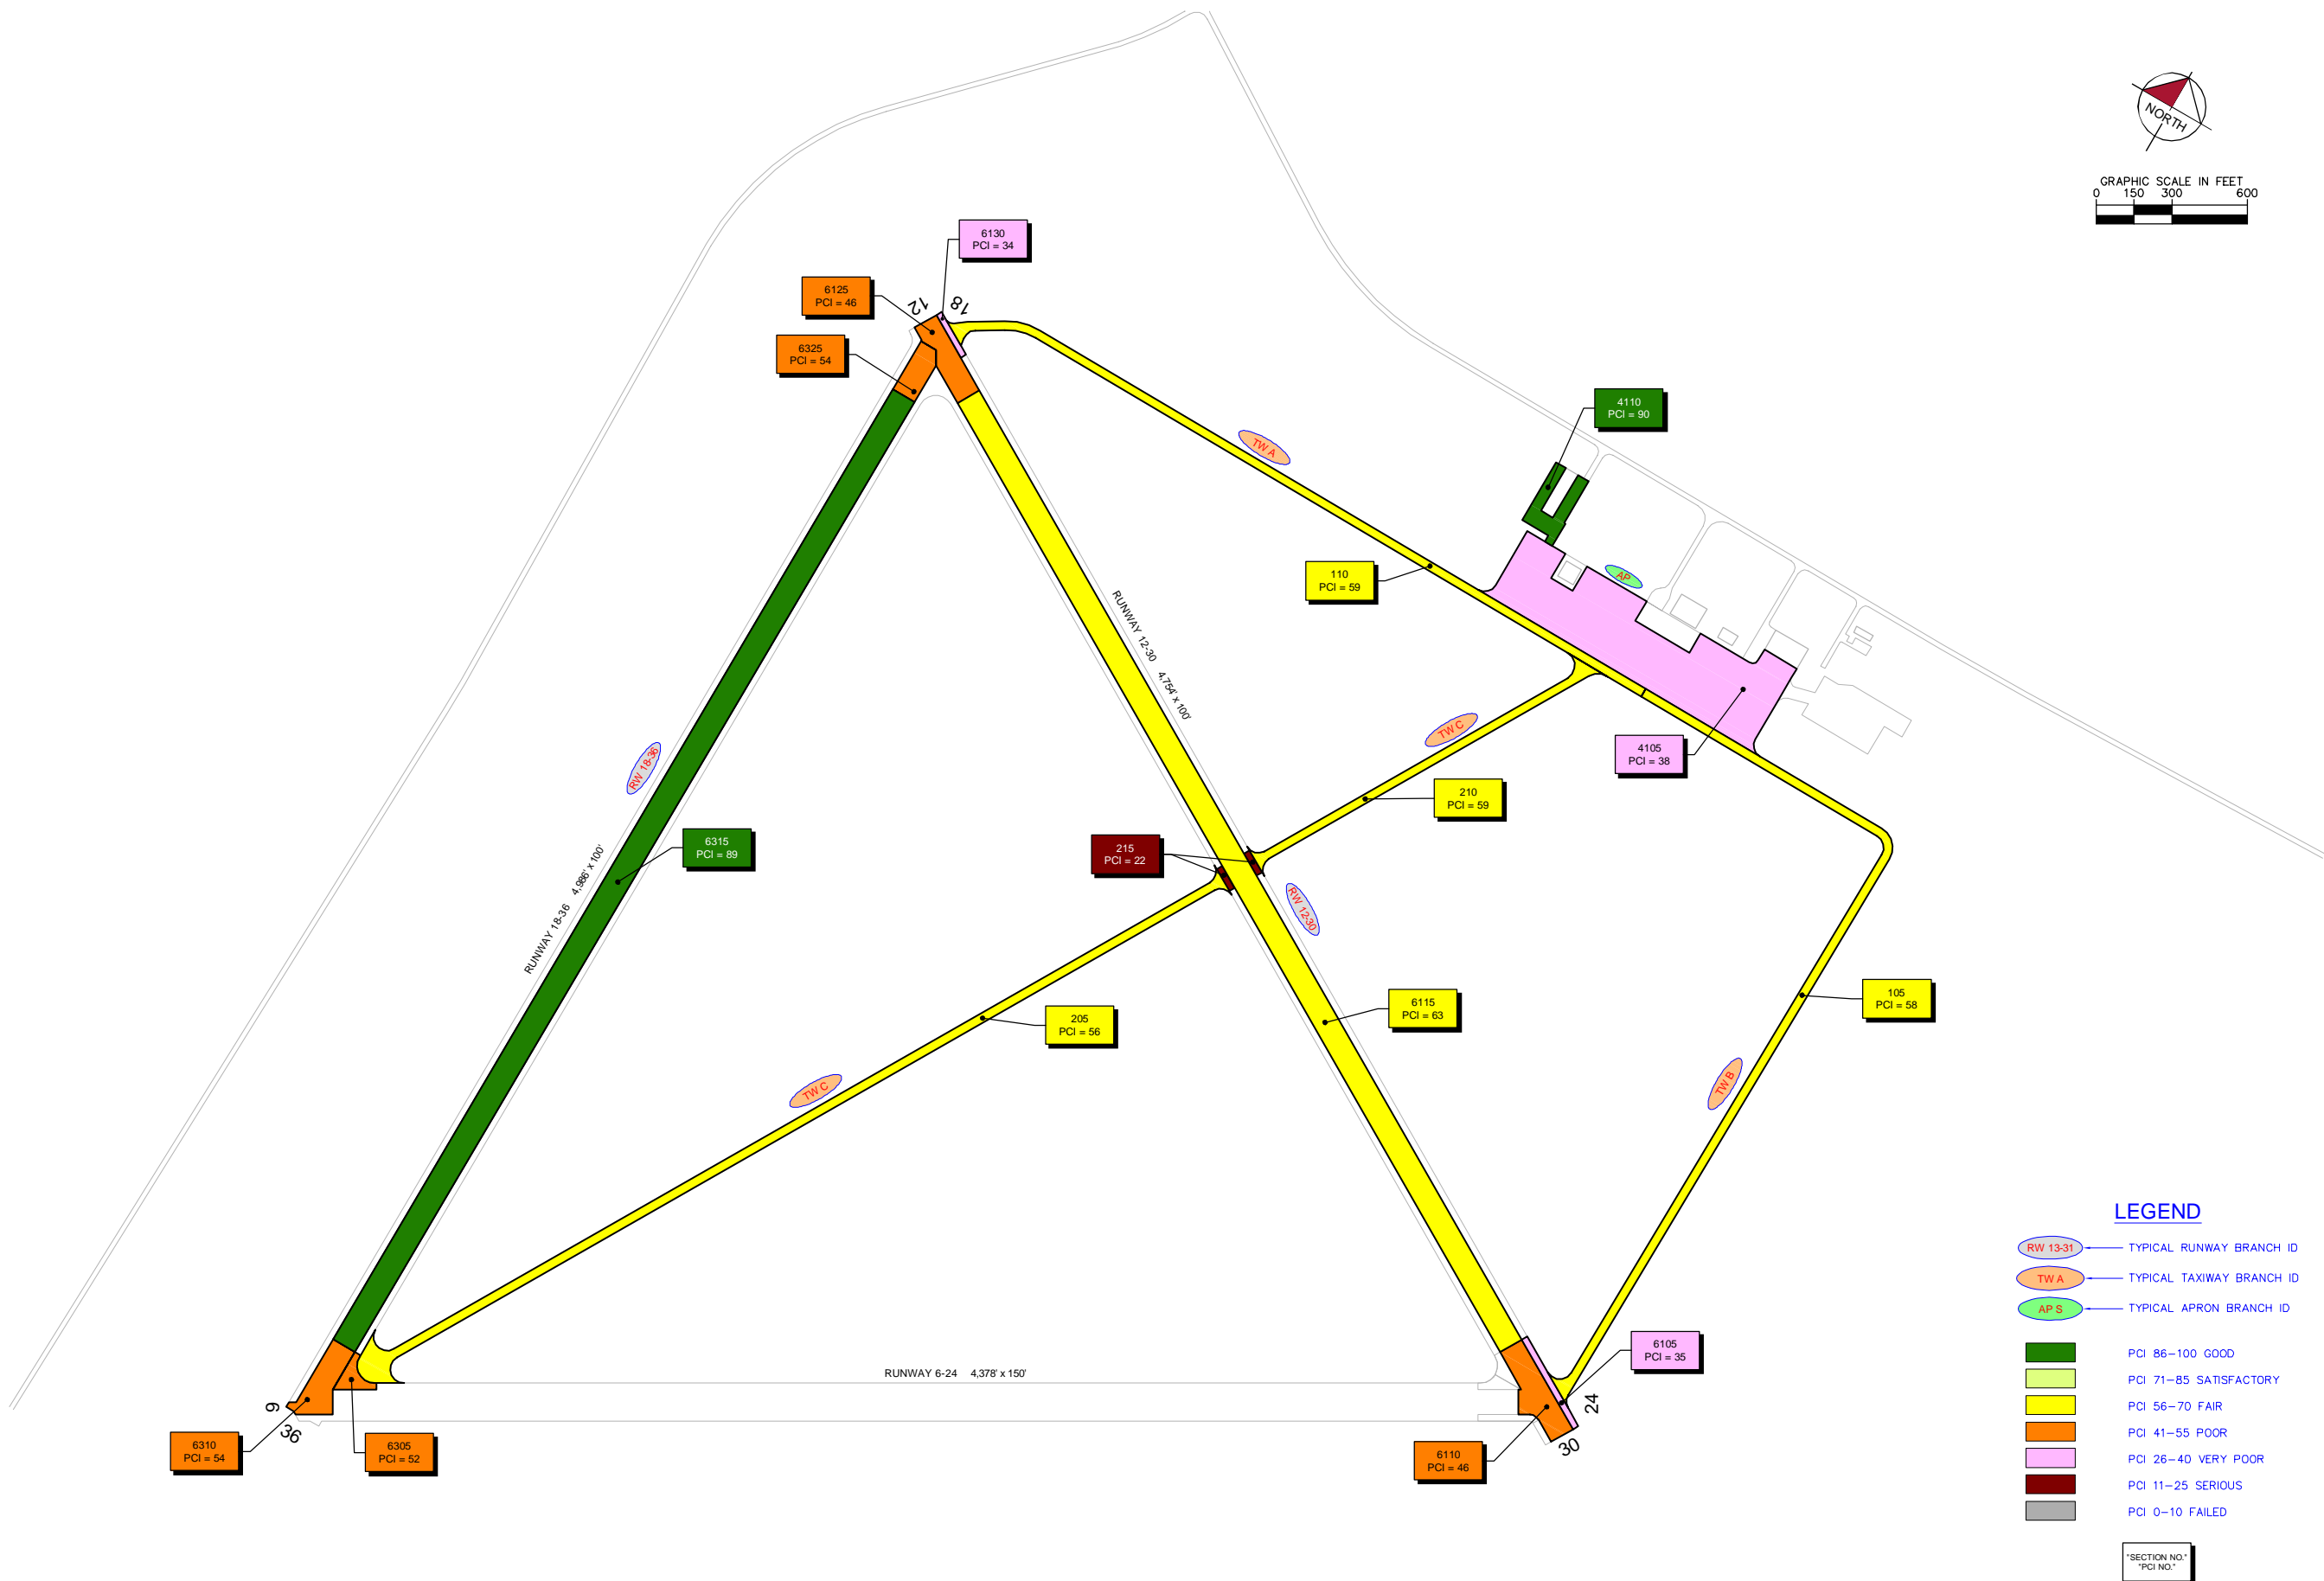 NORTH
GRAPHIC SCALE IN FEET
0 150 300 600
6130
PCI = 34
6125
PCI = 46
12
18
6325
PCI = 54
4110
PCI = 90
TW A
AP
110
PCI = 59
RUNWAY 12-30 4,754' x 100'
TW C
4105
PCI = 38
RW 18-36
210
PCI = 59
6315
PCI = 89
215
PCI = 22
RUNWAY 18-36 4,986' x 100'
RW 12-30
205
PCI = 56
6115
PCI = 63
105
PCI = 58
TW C
TW B
RUNWAY 6-24 4,378' x 150'
6105
PCI = 35
6
36
24
30
6310
PCI = 54
6305
PCI = 52
6110
PCI = 46
LEGEND
RW 13-31 TYPICAL RUNWAY BRANCH ID
TW A TYPICAL TAXIWAY BRANCH ID
AP S TYPICAL APRON BRANCH ID
PCI 86-100 GOOD
PCI 71-85 SATISFACTORY
PCI 56-70 FAIR
PCI 41-55 POOR
PCI 26-40 VERY POOR
PCI 11-25 SERIOUS
PCI 0-10 FAILED
"SECTION NO."
"PCI NO."